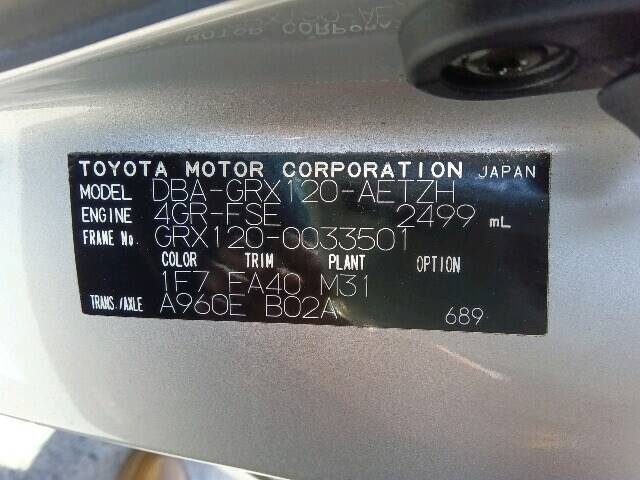 TOYOTA MOTOR CORPORATION JAPAN
MODEL DBA-GRX120-AETZH
ENGINE 4GR-FSE 2499 mL
FRAME No. GRX120-0033501
COLOR TRIM PLANT OPTION
1F7 FA40 M31
TRANS./AXLE A960E B02A
689